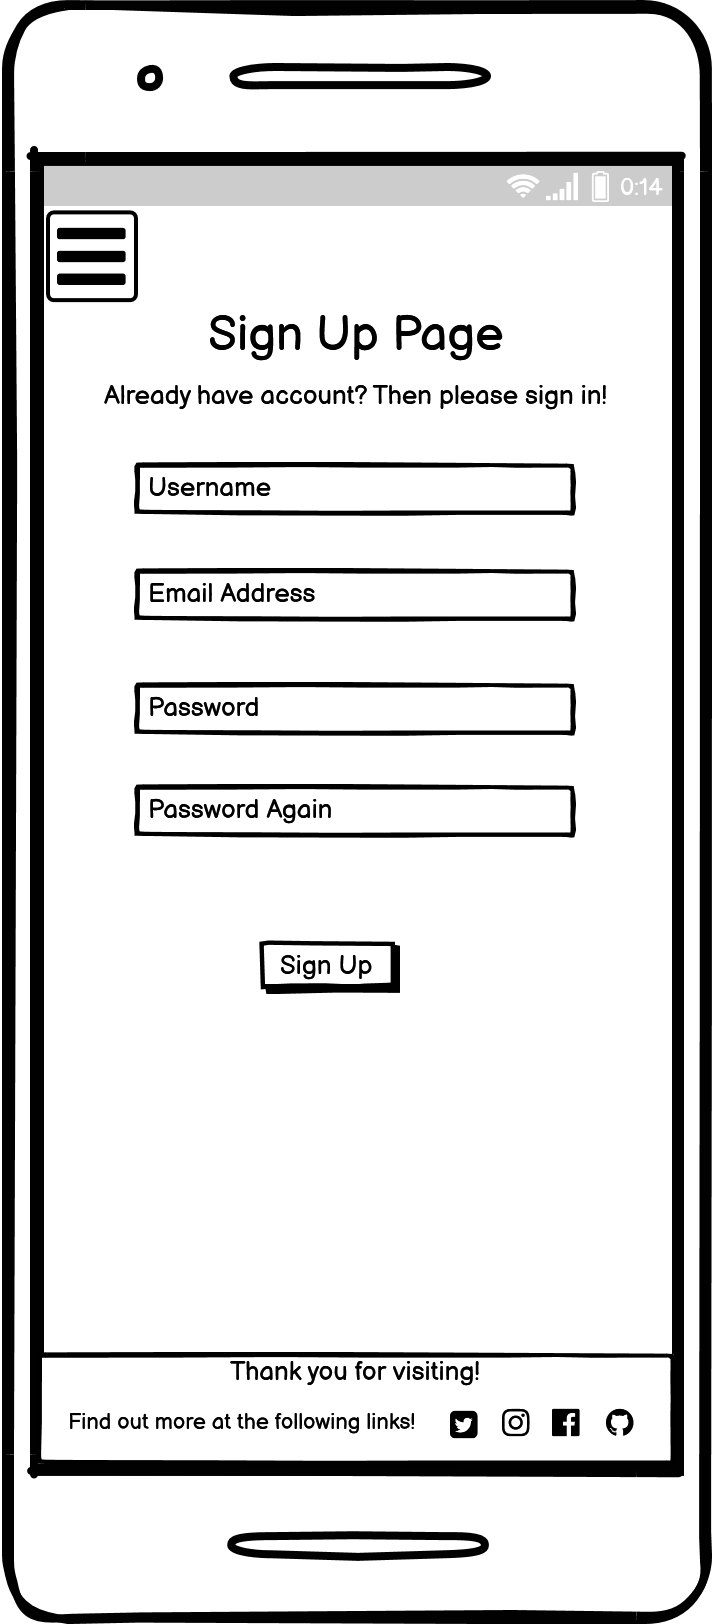 0:14
Sign Up Page
Already have account? Then please sign in!
Username
Email Address
Password
Password Again
Sign Up
Thank you for visiting!
Find out more at the following links!